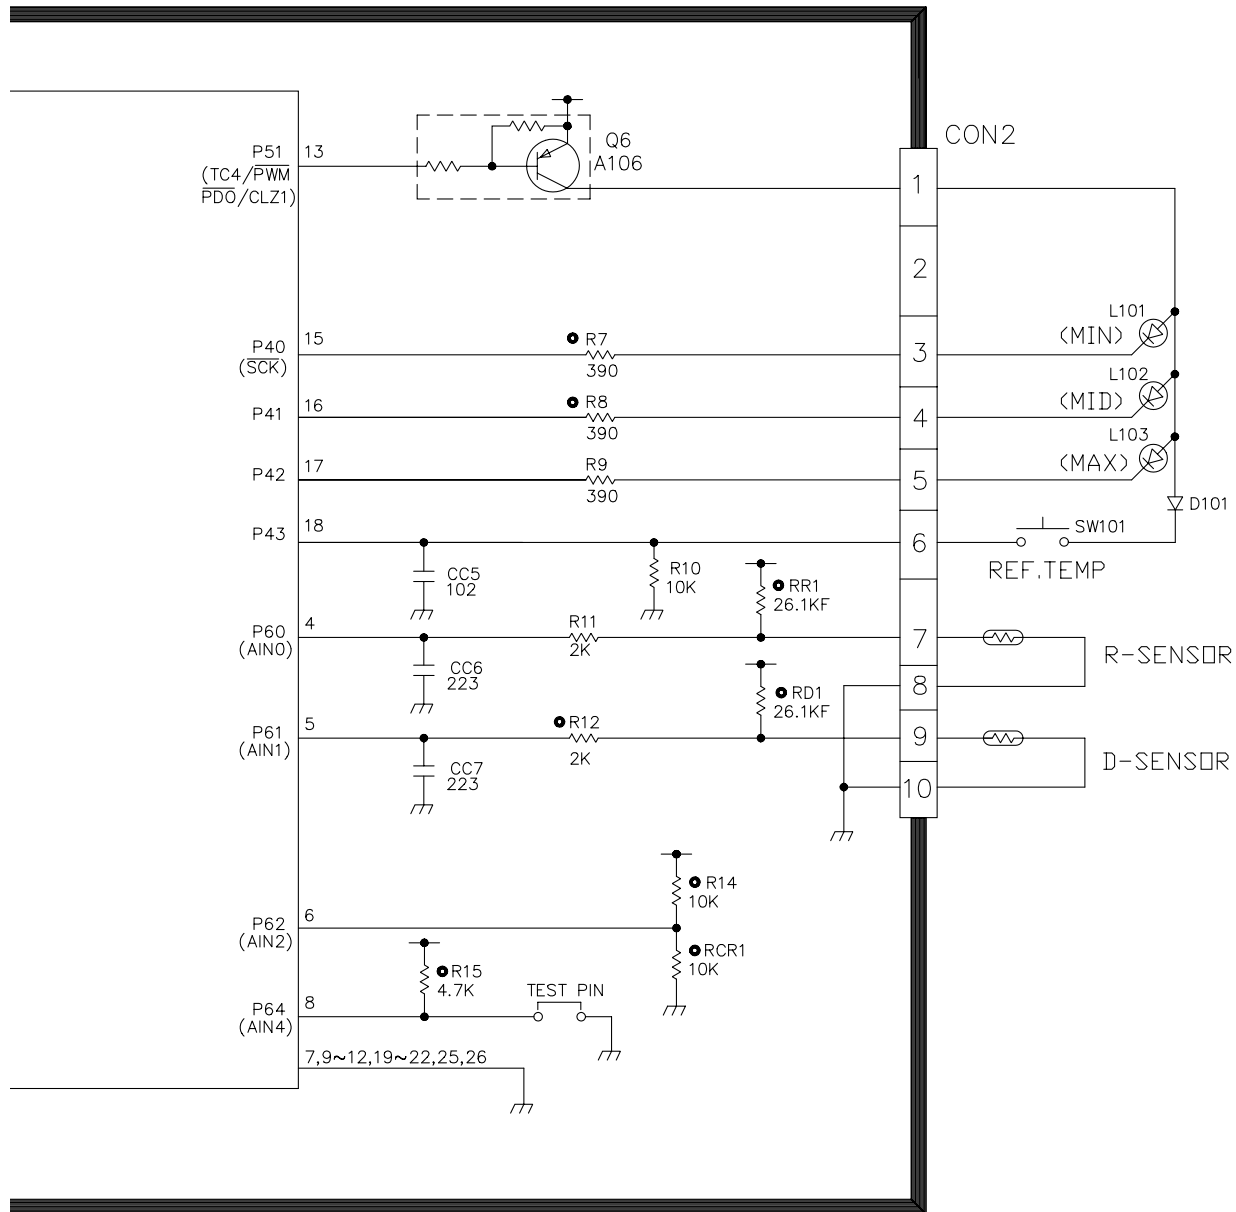 CON2
P51
13
(TC4/PWM
PDO/CLZ1)
Q6
A106
1
2
L101
(MIN)
P40
(SCK)
15
R7
390
3
L102
(MID)
P41
16
R8
390
4
L103
(MAX)
P42
17
R9
390
5
D101
P43
18
6
SW101
REF.TEMP
CC5
102
R10
10K
RR1
26.1KF
P60
(AIN0)
4
R11
2K
7
R-SENSOR
CC6
223
8
RD1
26.1KF
P61
(AIN1)
5
R12
2K
9
D-SENSOR
CC7
223
10
R14
10K
P62
(AIN2)
6
RCR1
10K
R15
4.7K
TEST PIN
P64
(AIN4)
8
7,9~12,19~22,25,26